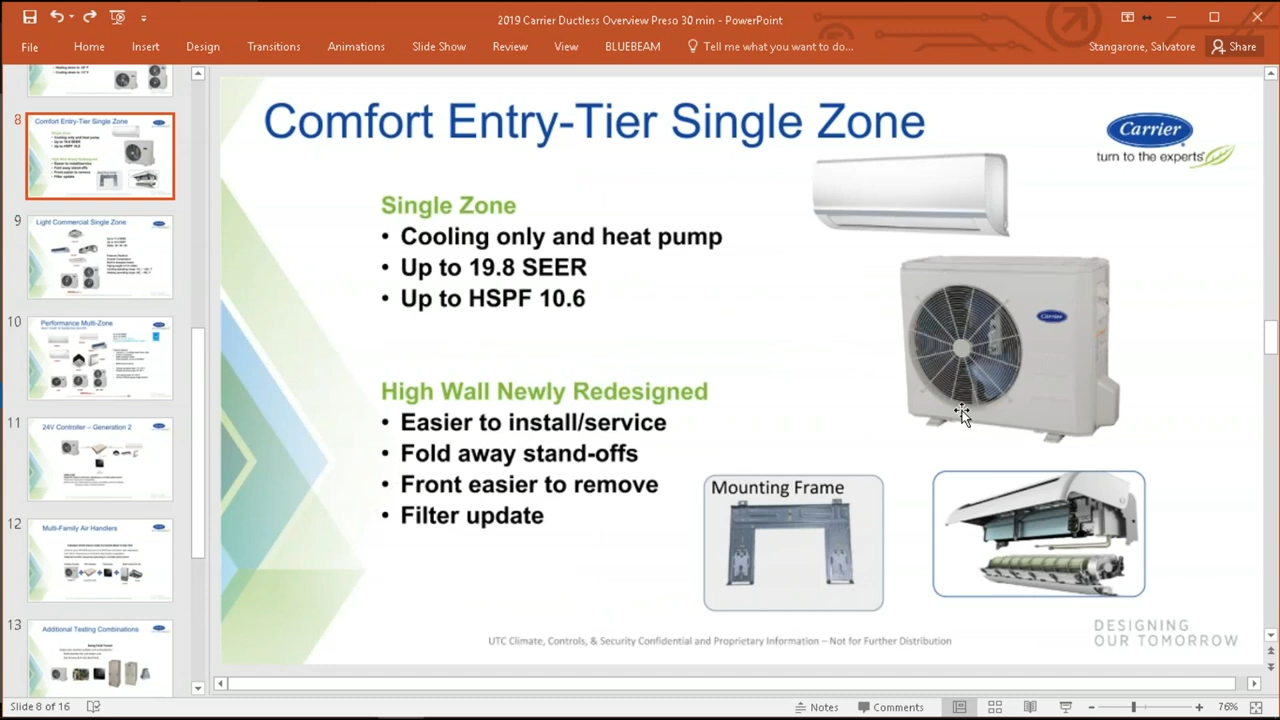 2019 Carrier Ductless Overview Preso 30 min - PowerPoint
File Home Insert Design Transitions Animations Slide Show Review View BLUEBEAM Tell me what you want to do... Stangarone, Salvatore Share
8
Comfort Entry-Tier Single Zone
9
Light Commercial Single Zone
10
Performance Multi-Zone
11
24V Controller – Generation 2
12
Multi-Family Air Handlers
13
Additional Testing Combinations
Comfort Entry-Tier Single Zone
Carrier
turn to the experts
Single Zone
• Cooling only and heat pump
• Up to 19.8 SEER
• Up to HSPF 10.6
Carrier
High Wall Newly Redesigned
• Easier to install/service
• Fold away stand-offs
• Front easier to remove
• Filter update
Mounting Frame
UTC Climate, Controls, & Security Confidential and Proprietary Information – Not for Further Distribution
DESIGNING
OUR TOMORROW
Slide 8 of 16 Notes Comments 76%